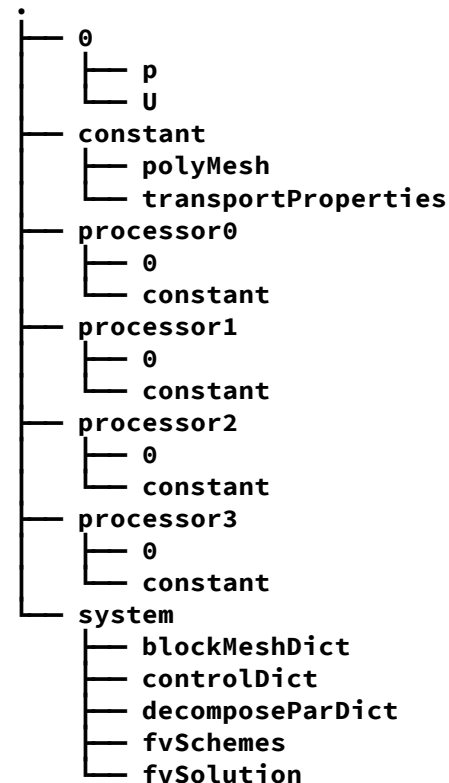 .
├── 0
│   ├── p
│   └── U
├── constant
│   ├── polyMesh
│   └── transportProperties
├── processor0
│   ├── 0
│   └── constant
├── processor1
│   ├── 0
│   └── constant
├── processor2
│   ├── 0
│   └── constant
├── processor3
│   ├── 0
│   └── constant
└── system
    ├── blockMeshDict
    ├── controlDict
    ├── decomposeParDict
    ├── fvSchemes
    └── fvSolution